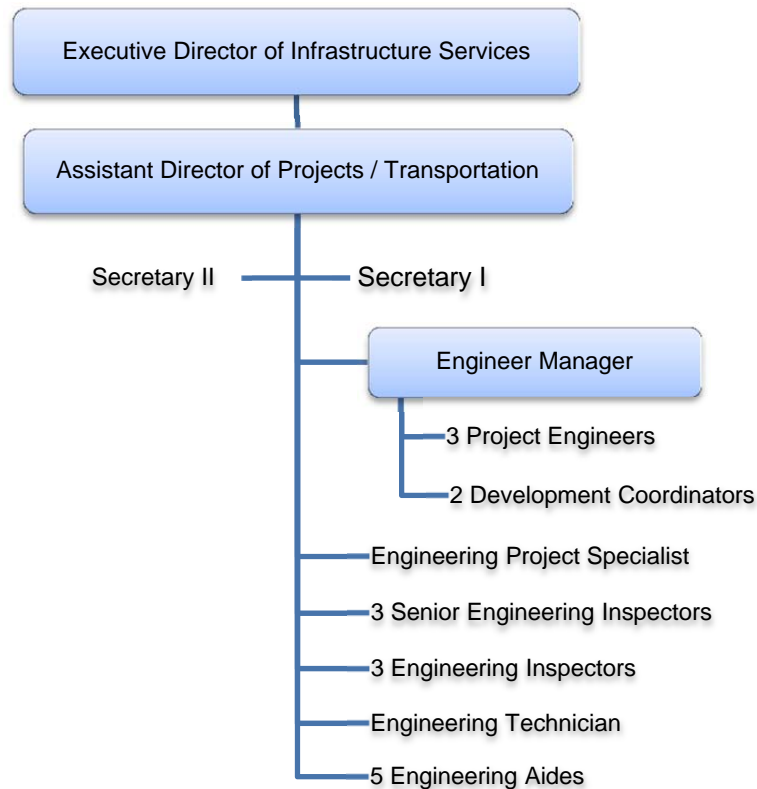 Executive Director of Infrastructure Services
Assistant Director of Projects / Transportation
Secretary II
Secretary I
Engineer Manager
3 Project Engineers
2 Development Coordinators
Engineering Project Specialist
3 Senior Engineering Inspectors
3 Engineering Inspectors
Engineering Technician
5 Engineering Aides